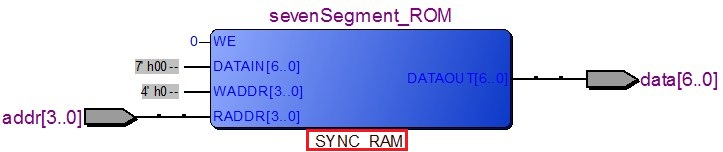 sevenSegment_ROM
0 WE
7' h00 -- DATAIN[6..0]
DATAOUT[6..0] data[6..0]
4' h0 -- WADDR[3..0]
addr[3..0] RADDR[3..0]
SYNC_RAM